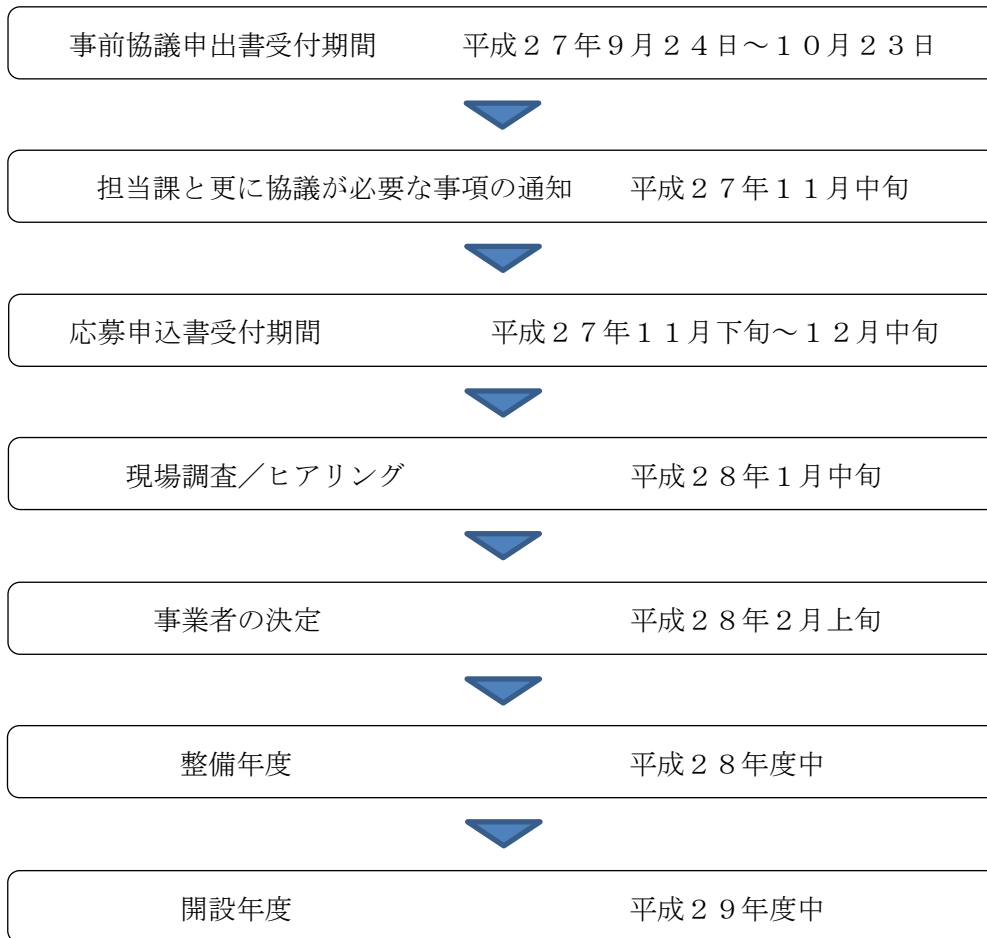 事前協議申出書受付期間　平成２７年９月２４日～１０月２３日
担当課と更に協議が必要な事項の通知　平成２７年１１月中旬
応募申込書受付期間　平成２７年１１月下旬～１２月中旬
現場調査／ヒアリング　平成２８年１月中旬
事業者の決定　平成２８年２月上旬
整備年度　平成２８年度中
開設年度　平成２９年度中